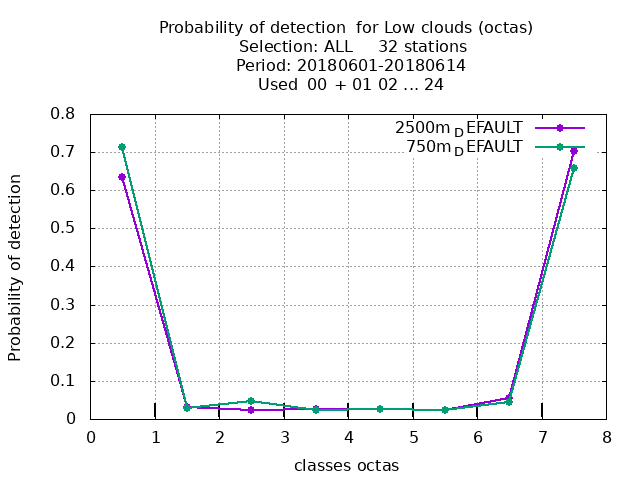 Probability of detection  for Low clouds (octas)
Selection: ALL     32 stations
Period: 20180601-20180614
Used  00 + 01 02 ... 24
2500m_DEFAULT
750m_DEFAULT
Probability of detection
0.8
0.7
0.6
0.5
0.4
0.3
0.2
0.1
0
0 1 2 3 4 5 6 7 8
classes octas